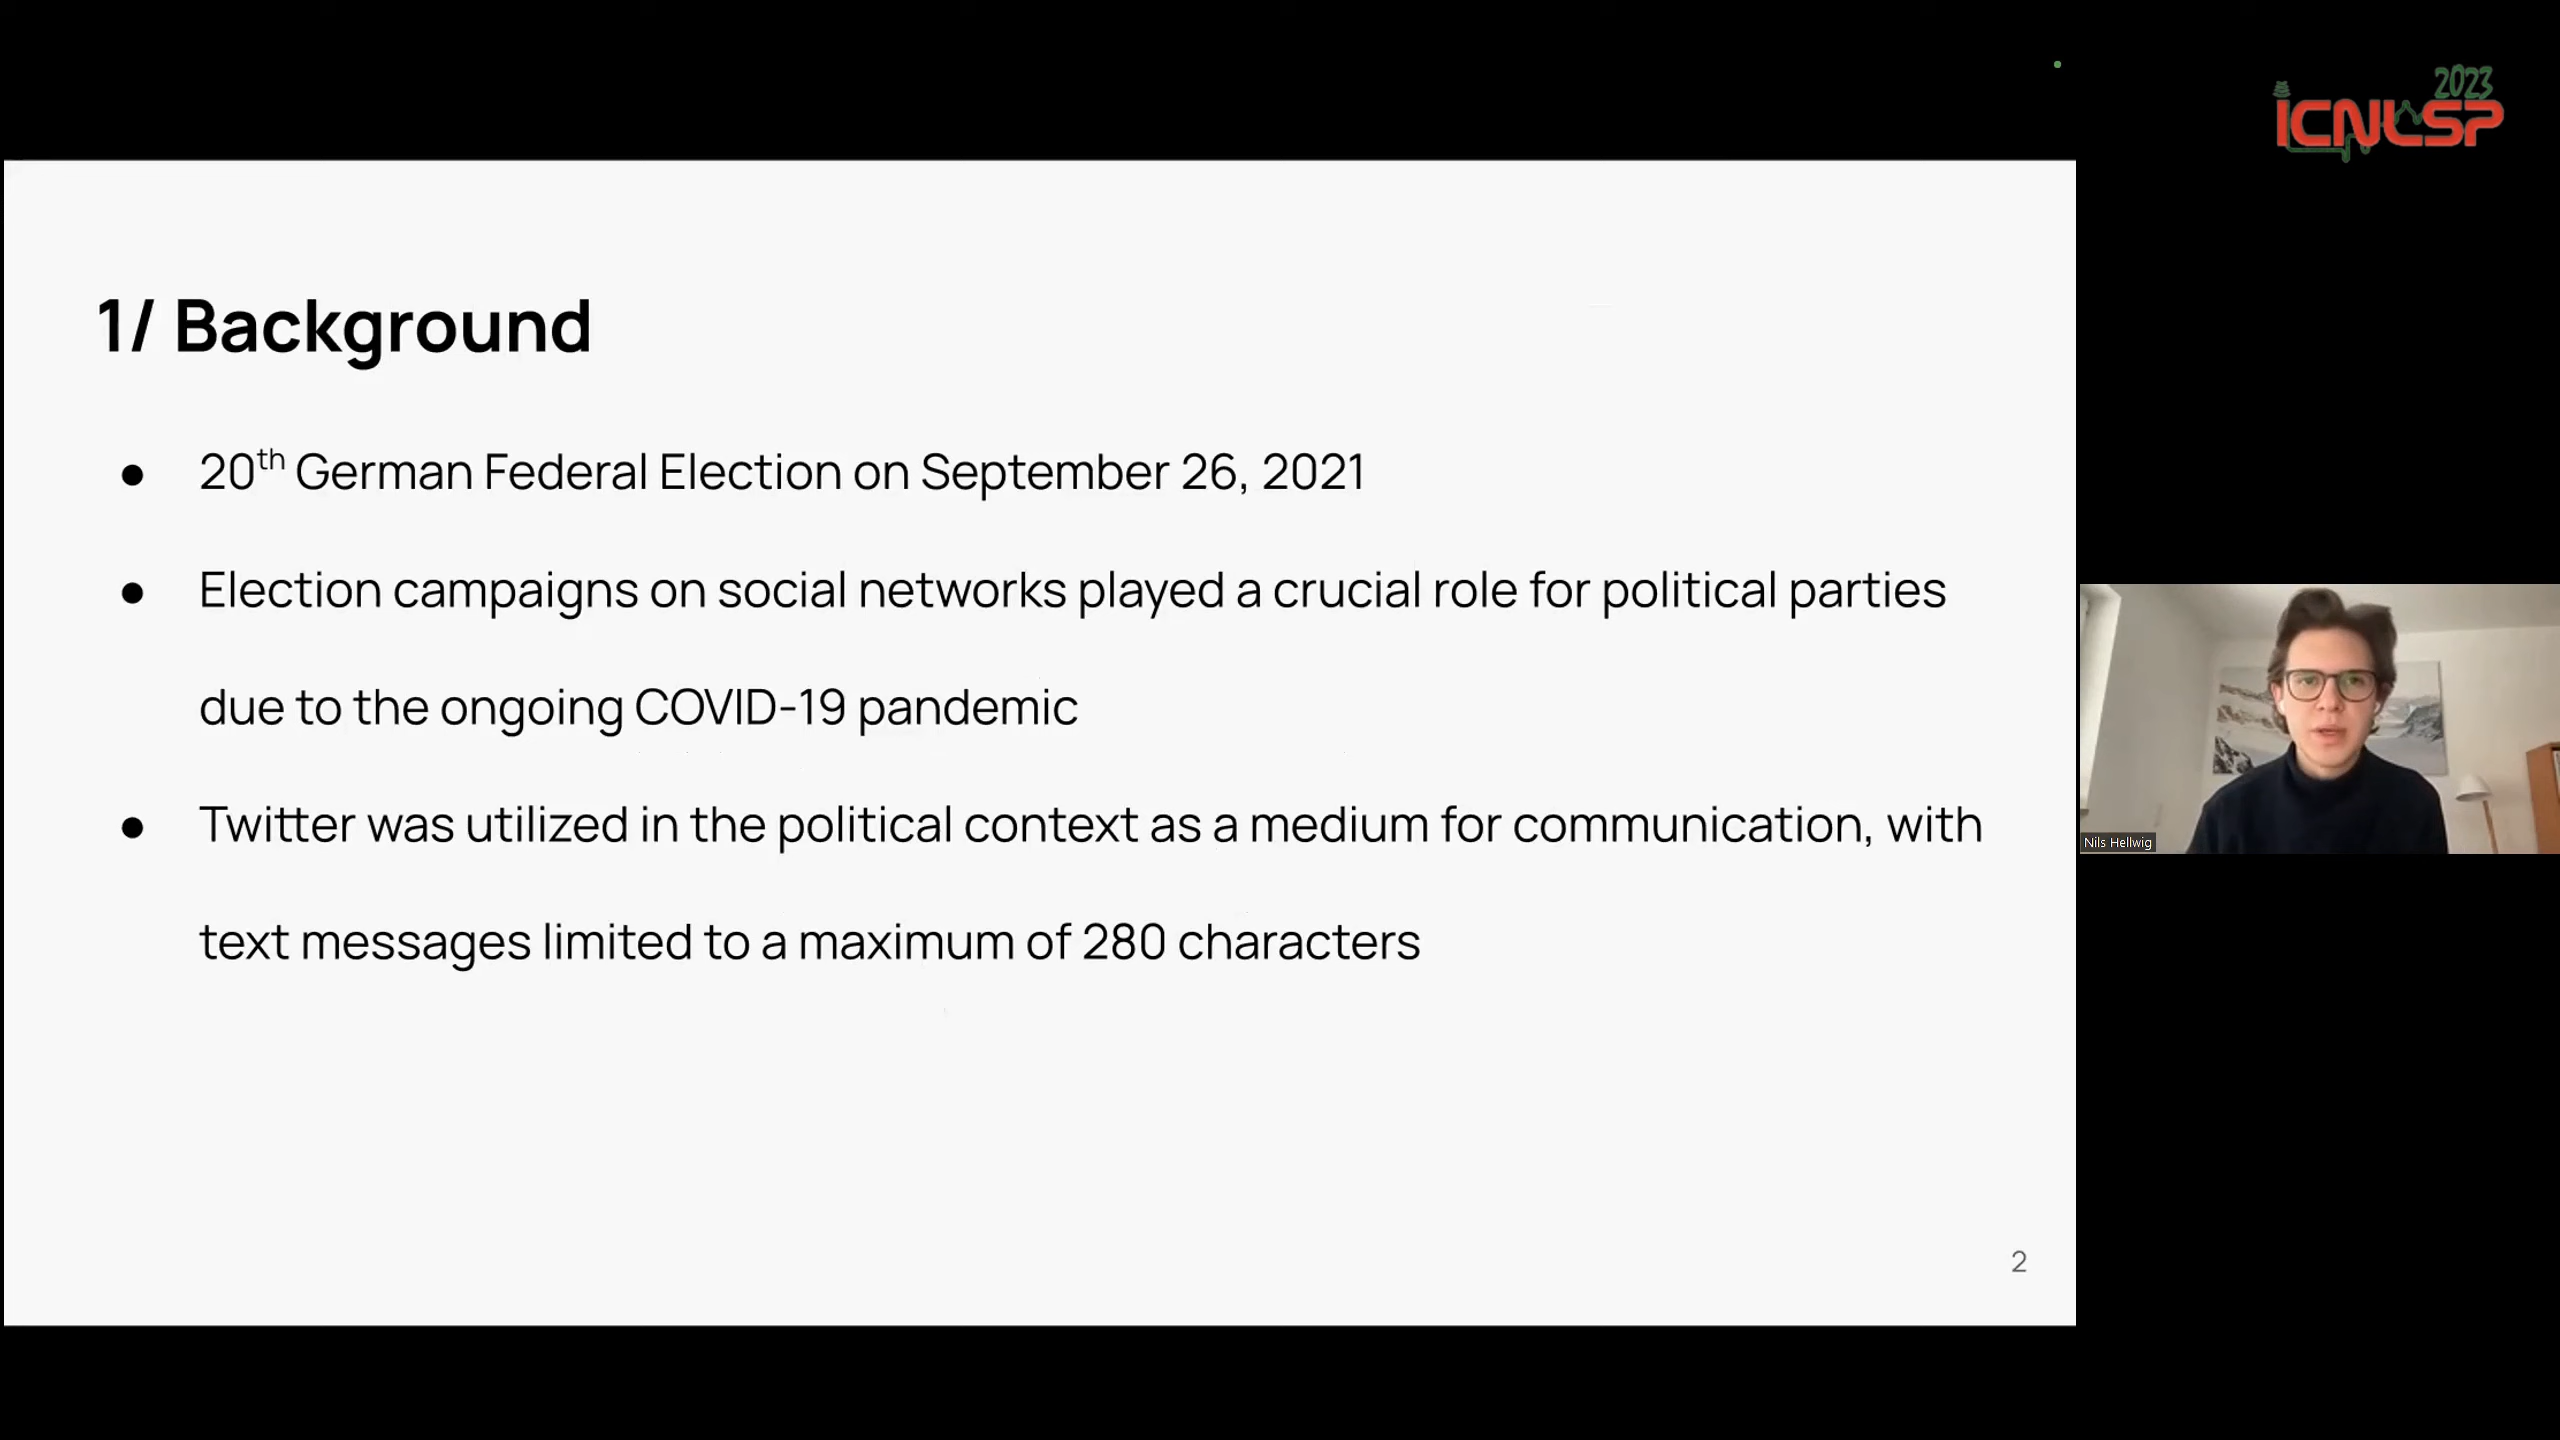 2023
ICNLSP
1/ Background
● 20th German Federal Election on September 26, 2021
● Election campaigns on social networks played a crucial role for political parties
due to the ongoing COVID-19 pandemic
● Twitter was utilized in the political context as a medium for communication, with
text messages limited to a maximum of 280 characters
Nils Hellwig
2